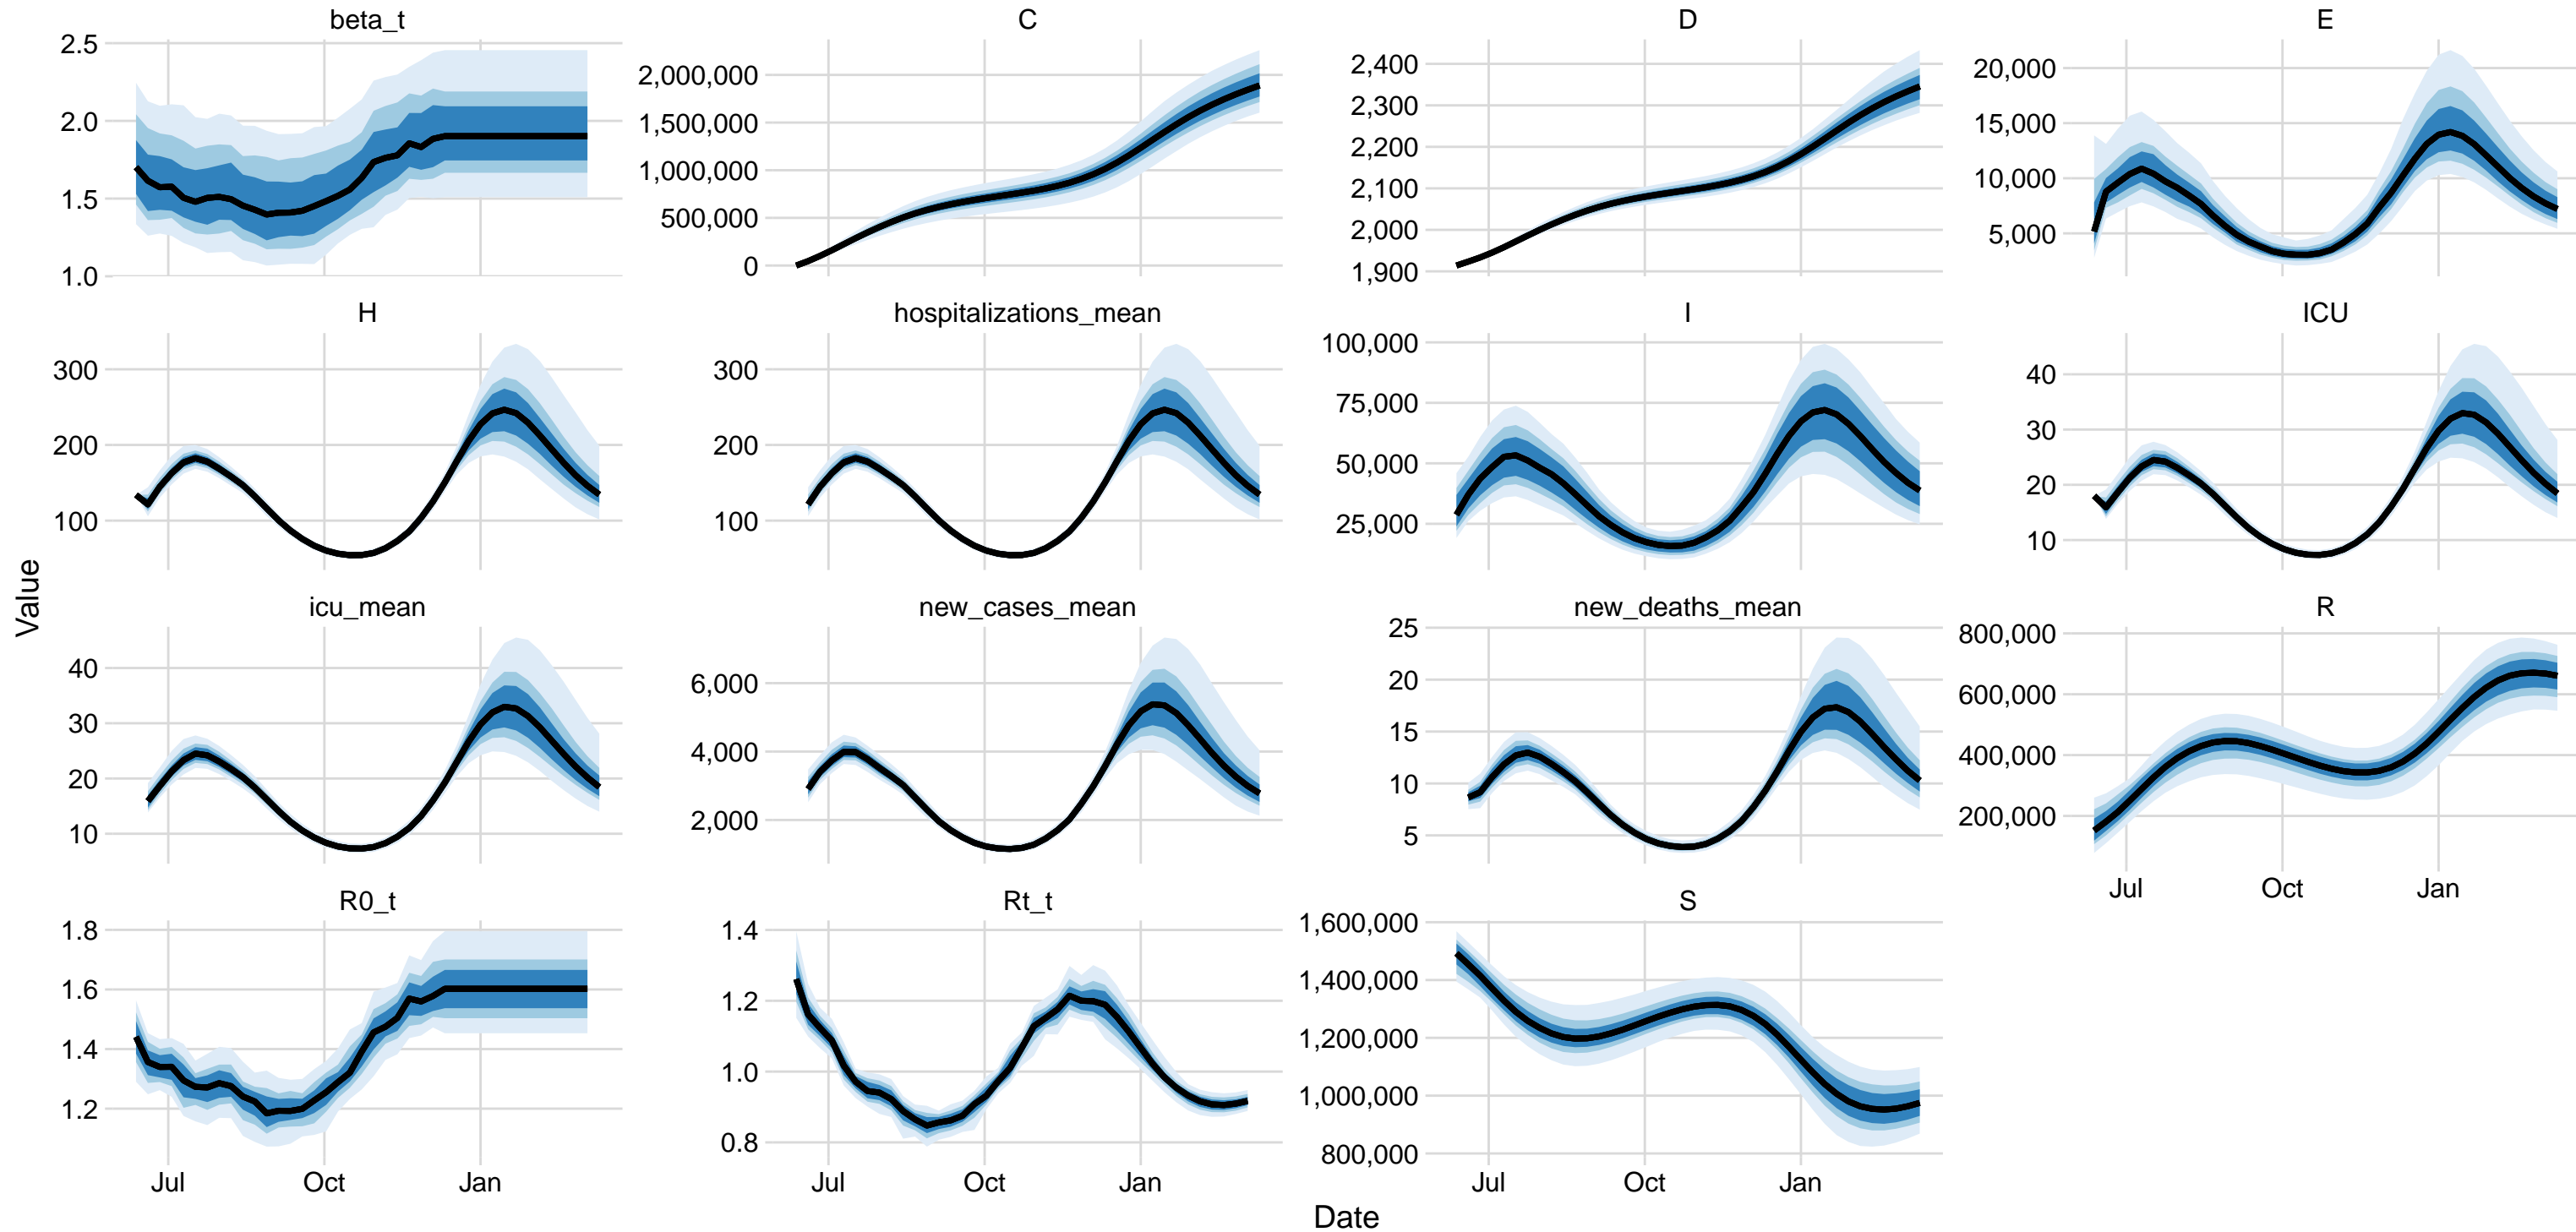 beta_t
C
D
E
2.5
2.0
1.5
1.0
2,000,000
1,500,000
1,000,000
500,000
0
2,400
2,300
2,200
2,100
2,000
1,900
20,000
15,000
10,000
5,000
H
hospitalizations_mean
I
ICU
300
200
100
300
200
100
100,000
75,000
50,000
25,000
40
30
20
10
Value
icu_mean
new_cases_mean
new_deaths_mean
R
40
30
20
10
6,000
4,000
2,000
25
20
15
10
5
800,000
600,000
400,000
200,000
Jul Oct Jan
R0_t
Rt_t
S
1.8
1.6
1.4
1.2
1.4
1.2
1.0
0.8
1,600,000
1,400,000
1,200,000
1,000,000
800,000
Jul Oct Jan
Jul Oct Jan
Jul Oct Jan
Date